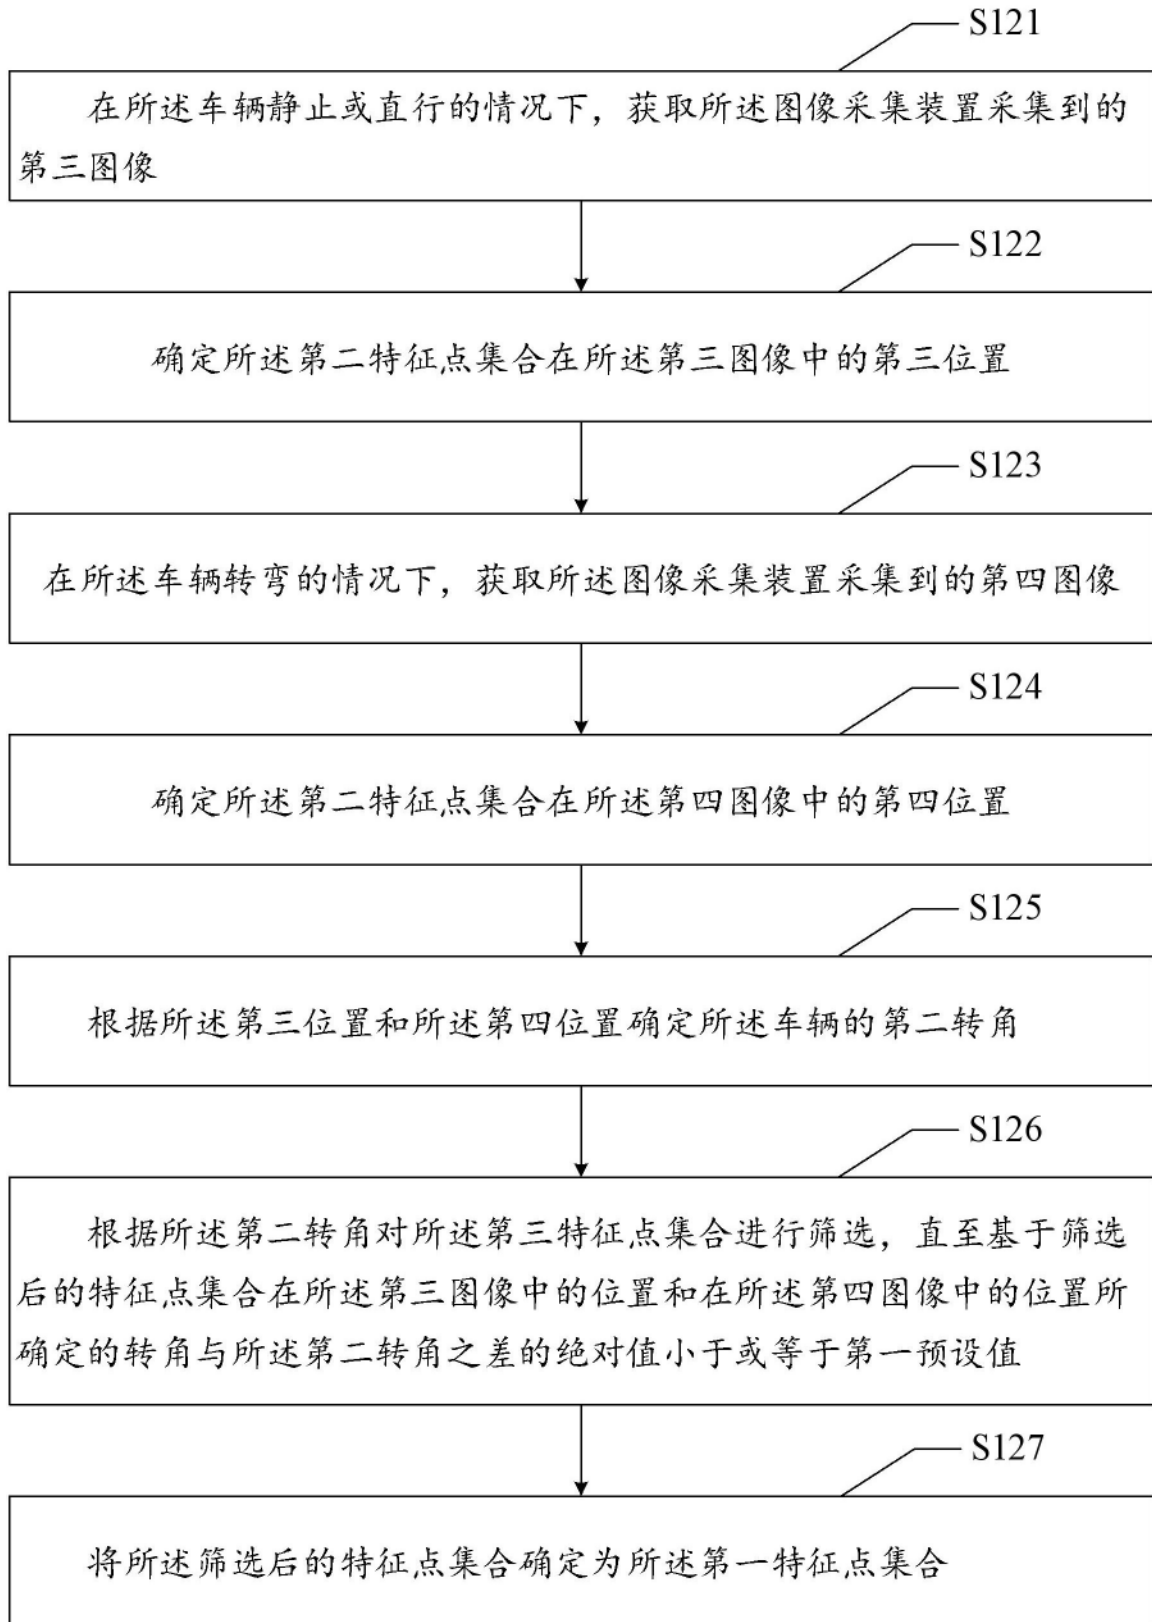 S121
在所述车辆静止或直行的情况下，获取所述图像采集装置采集到的
第三图像
S122
确定所述第二特征点集合在所述第三图像中的第三位置
S123
在所述车辆转弯的情况下，获取所述图像采集装置采集到的第四图像
S124
确定所述第二特征点集合在所述第四图像中的第四位置
S125
根据所述第三位置和所述第四位置确定所述车辆的第二转角
S126
根据所述第二转角对所述第三特征点集合进行筛选，直至基于筛选
后的特征点集合在所述第三图像中的位置和在所述第四图像中的位置所
确定的转角与所述第二转角之差的绝对值小于或等于第一预设值
S127
将所述筛选后的特征点集合确定为所述第一特征点集合